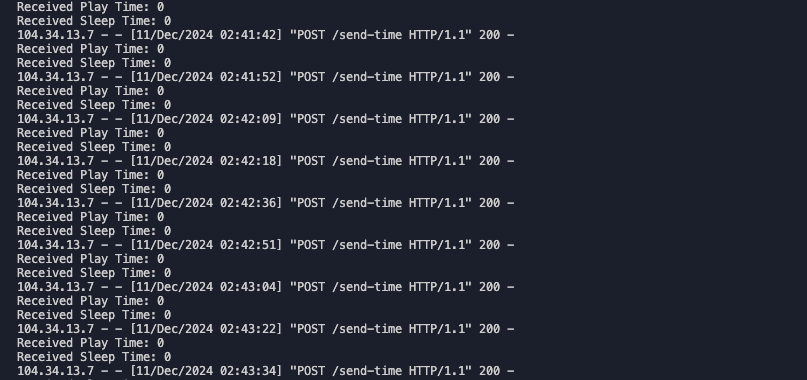 Received Play Time: 0
Received Sleep Time: 0
104.34.13.7 - - [11/Dec/2024 02:41:42] "POST /send-time HTTP/1.1" 200 -
Received Play Time: 0
Received Sleep Time: 0
104.34.13.7 - - [11/Dec/2024 02:41:52] "POST /send-time HTTP/1.1" 200 -
Received Play Time: 0
Received Sleep Time: 0
104.34.13.7 - - [11/Dec/2024 02:42:09] "POST /send-time HTTP/1.1" 200 -
Received Play Time: 0
Received Sleep Time: 0
104.34.13.7 - - [11/Dec/2024 02:42:18] "POST /send-time HTTP/1.1" 200 -
Received Play Time: 0
Received Sleep Time: 0
104.34.13.7 - - [11/Dec/2024 02:42:36] "POST /send-time HTTP/1.1" 200 -
Received Play Time: 0
Received Sleep Time: 0
104.34.13.7 - - [11/Dec/2024 02:42:51] "POST /send-time HTTP/1.1" 200 -
Received Play Time: 0
Received Sleep Time: 0
104.34.13.7 - - [11/Dec/2024 02:43:04] "POST /send-time HTTP/1.1" 200 -
Received Play Time: 0
Received Sleep Time: 0
104.34.13.7 - - [11/Dec/2024 02:43:22] "POST /send-time HTTP/1.1" 200 -
Received Play Time: 0
Received Sleep Time: 0
104.34.13.7 - - [11/Dec/2024 02:43:34] "POST /send-time HTTP/1.1" 200 -